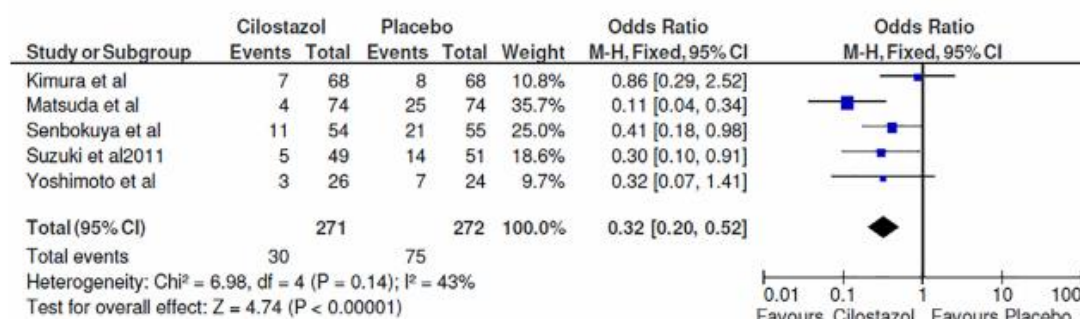 Cilostazol Placebo Odds Ratio Odds Ratio
Study or Subgroup Events Total Events Total Weight M-H, Fixed, 95% CI M-H, Fixed, 95% CI
Kimura et al 7 68 8 68 10.8% 0.86 [0.29, 2.52]
Matsuda et al 4 74 25 74 35.7% 0.11 [0.04, 0.34]
Senbokuya et al 11 54 21 55 25.0% 0.41 [0.18, 0.98]
Suzuki et al2011 5 49 14 51 18.6% 0.30 [0.10, 0.91]
Yoshimoto et al 3 26 7 24 9.7% 0.32 [0.07, 1.41]
Total (95% CI) 271 272 100.0% 0.32 [0.20, 0.52]
Total events 30 75
Heterogeneity: Chi² = 6.98, df = 4 (P = 0.14); I² = 43%
Test for overall effect: Z = 4.74 (P < 0.00001)
0.01 0.1 1 10 100
Favours Cilostazol Favours Placebo